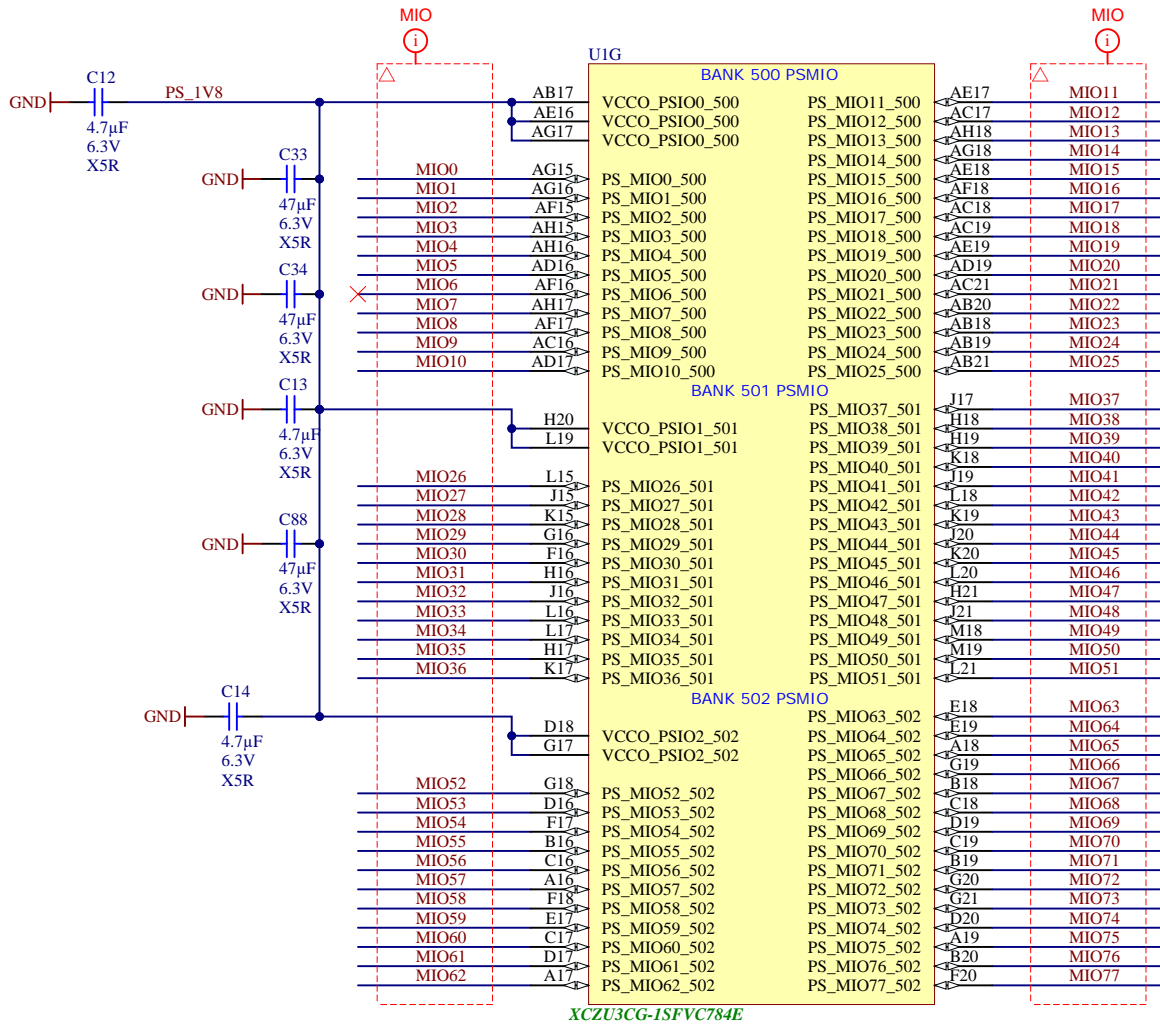 MIO
i
MIO
i
U1G
BANK 500 PSMIO
C12
GND
4.7µF
6.3V
X5R
PS_1V8
AB17 VCCO_PSIO0_500
AE16 VCCO_PSIO0_500
AG17 VCCO_PSIO0_500
C33
GND
47µF
6.3V
X5R
MIO0 AG15 PS_MIO0_500
MIO1 AG16 PS_MIO1_500
MIO2 AF15 PS_MIO2_500
MIO3 AH15 PS_MIO3_500
MIO4 AH16 PS_MIO4_500
MIO5 AD16 PS_MIO5_500
MIO6 AF16 PS_MIO6_500
MIO7 AH17 PS_MIO7_500
MIO8 AF17 PS_MIO8_500
MIO9 AC16 PS_MIO9_500
MIO10 AD17 PS_MIO10_500
C34
GND
47µF
6.3V
X5R
PS_MIO11_500 AE17 MIO11
PS_MIO12_500 AC17 MIO12
PS_MIO13_500 AH18 MIO13
PS_MIO14_500 AG18 MIO14
PS_MIO15_500 AE18 MIO15
PS_MIO16_500 AF18 MIO16
PS_MIO17_500 AC18 MIO17
PS_MIO18_500 AC19 MIO18
PS_MIO19_500 AE19 MIO19
PS_MIO20_500 AD19 MIO20
PS_MIO21_500 AC21 MIO21
PS_MIO22_500 AB20 MIO22
PS_MIO23_500 AB18 MIO23
PS_MIO24_500 AB19 MIO24
PS_MIO25_500 AB21 MIO25
BANK 501 PSMIO
C13
GND
4.7µF
6.3V
X5R
H20 VCCO_PSIO1_501
L19 VCCO_PSIO1_501
MIO26 L15 PS_MIO26_501
MIO27 J15 PS_MIO27_501
MIO28 K15 PS_MIO28_501
MIO29 G16 PS_MIO29_501
MIO30 F16 PS_MIO30_501
MIO31 H16 PS_MIO31_501
MIO32 J16 PS_MIO32_501
MIO33 L16 PS_MIO33_501
MIO34 L17 PS_MIO34_501
MIO35 H17 PS_MIO35_501
MIO36 K17 PS_MIO36_501
C88
GND
47µF
6.3V
X5R
PS_MIO37_501 J17 MIO37
PS_MIO38_501 H18 MIO38
PS_MIO39_501 H19 MIO39
PS_MIO40_501 K18 MIO40
PS_MIO41_501 J19 MIO41
PS_MIO42_501 L18 MIO42
PS_MIO43_501 K19 MIO43
PS_MIO44_501 J20 MIO44
PS_MIO45_501 K20 MIO45
PS_MIO46_501 L20 MIO46
PS_MIO47_501 H21 MIO47
PS_MIO48_501 J21 MIO48
PS_MIO49_501 M18 MIO49
PS_MIO50_501 M19 MIO50
PS_MIO51_501 L21 MIO51
BANK 502 PSMIO
C14
GND
4.7µF
6.3V
X5R
D18 VCCO_PSIO2_502
G17 VCCO_PSIO2_502
MIO52 G18 PS_MIO52_502
MIO53 D16 PS_MIO53_502
MIO54 F17 PS_MIO54_502
MIO55 B16 PS_MIO55_502
MIO56 C16 PS_MIO56_502
MIO57 A16 PS_MIO57_502
MIO58 F18 PS_MIO58_502
MIO59 E17 PS_MIO59_502
MIO60 C17 PS_MIO60_502
MIO61 D17 PS_MIO61_502
MIO62 A17 PS_MIO62_502
PS_MIO63_502 E18 MIO63
PS_MIO64_502 E19 MIO64
PS_MIO65_502 A18 MIO65
PS_MIO66_502 G19 MIO66
PS_MIO67_502 B18 MIO67
PS_MIO68_502 C18 MIO68
PS_MIO69_502 D19 MIO69
PS_MIO70_502 C19 MIO70
PS_MIO71_502 B19 MIO71
PS_MIO72_502 G20 MIO72
PS_MIO73_502 G21 MIO73
PS_MIO74_502 D20 MIO74
PS_MIO75_502 A19 MIO75
PS_MIO76_502 B20 MIO76
PS_MIO77_502 F20 MIO77
XCZU3CG-1SFVC784E